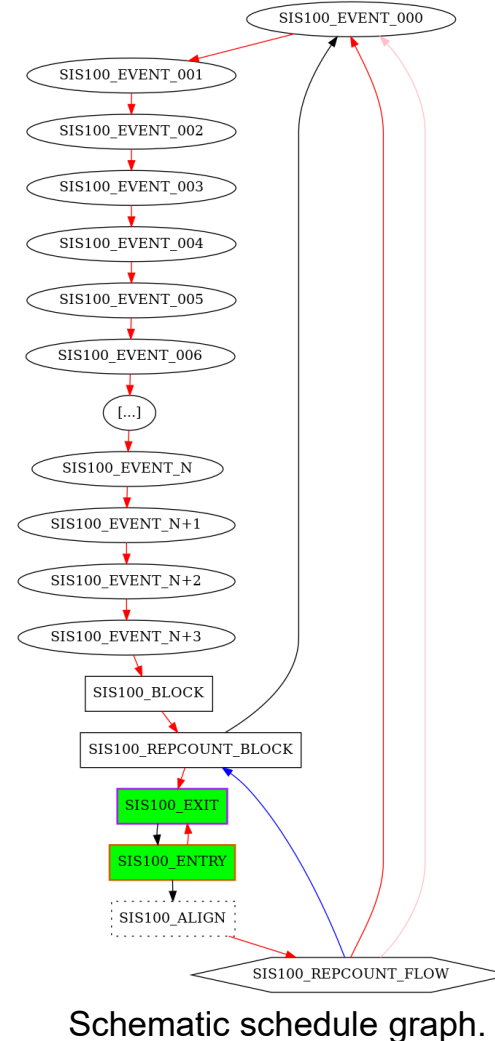 SIS100_EVENT_000
SIS100_EVENT_001
SIS100_EVENT_002
SIS100_EVENT_003
SIS100_EVENT_004
SIS100_EVENT_005
SIS100_EVENT_006
[...]
SIS100_EVENT_N
SIS100_EVENT_N+1
SIS100_EVENT_N+2
SIS100_EVENT_N+3
SIS100_BLOCK
SIS100_REPCOUNT_BLOCK
SIS100_EXIT
SIS100_ENTRY
SIS100_ALIGN
SIS100_REPCOUNT_FLOW
Schematic schedule graph.